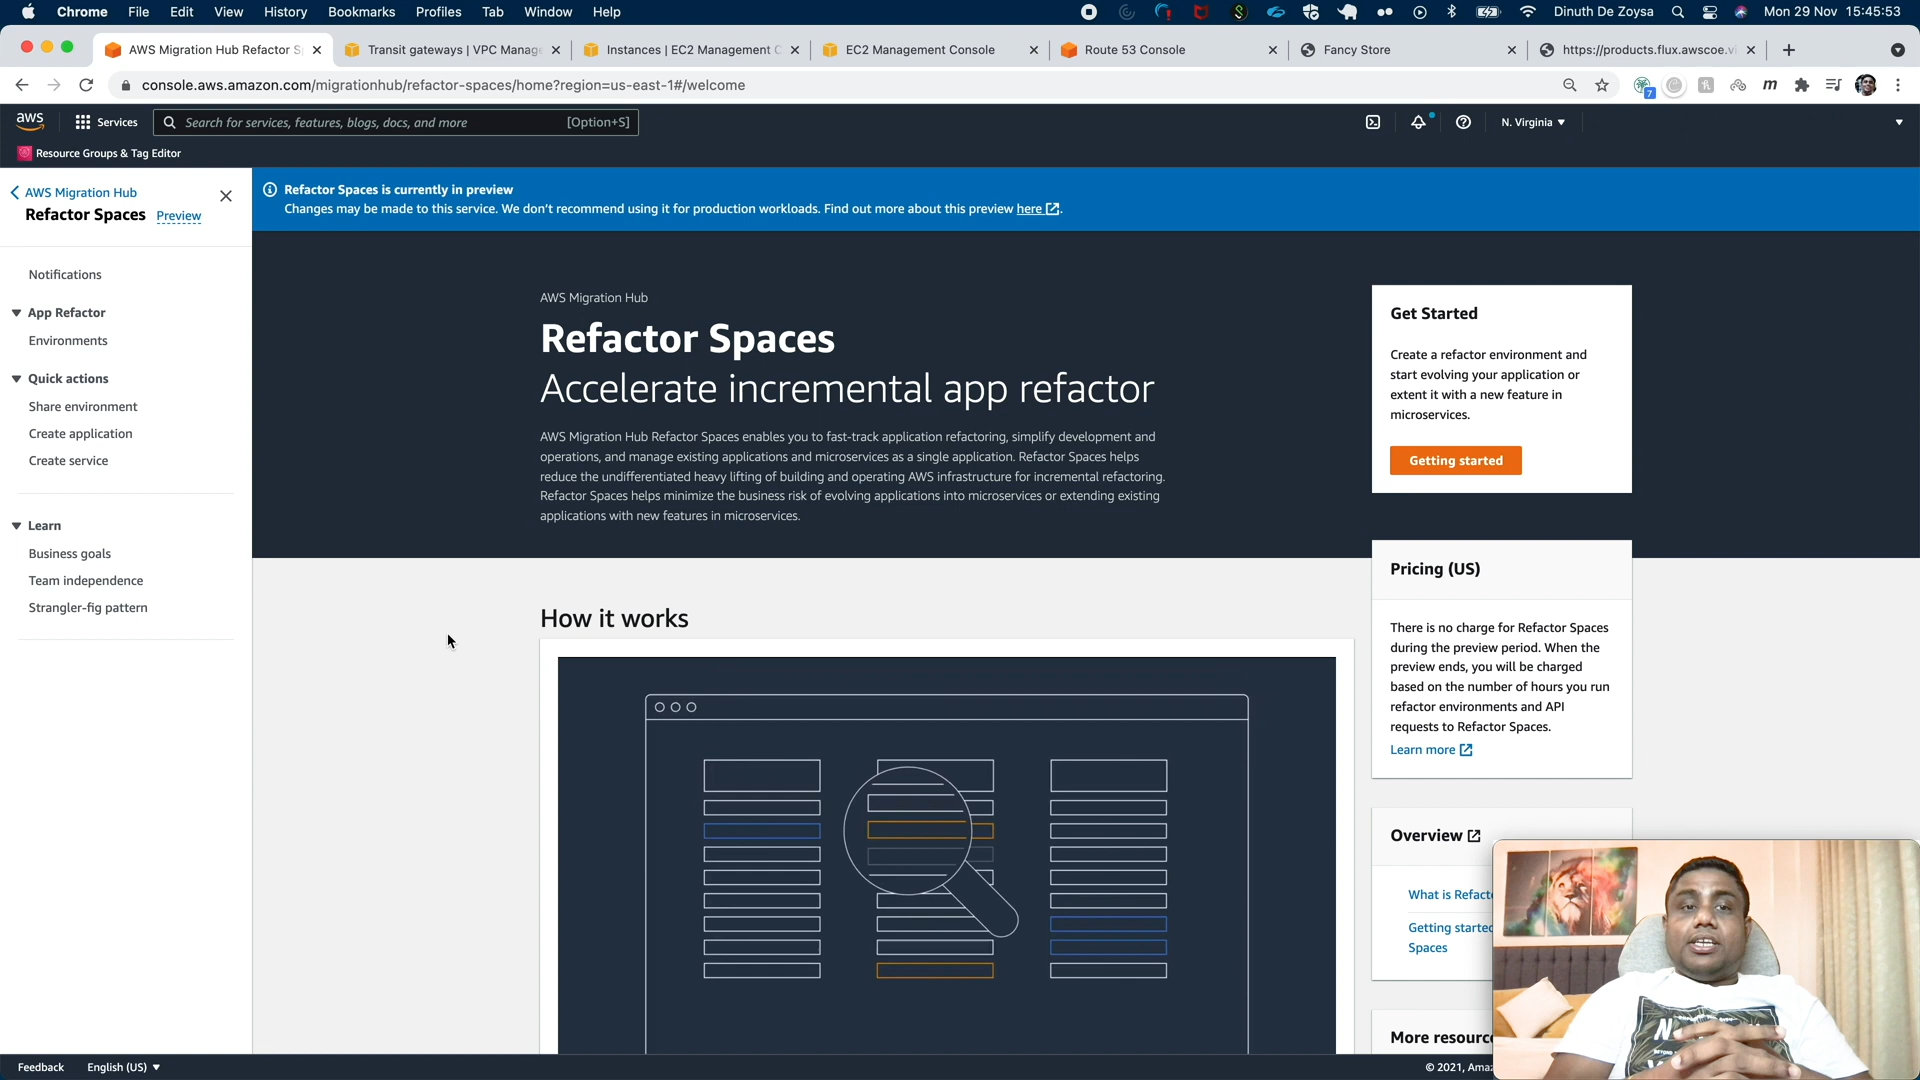 Chrome File Edit View History Bookmarks Profiles Tab Window Help
Dinuth De Zoysa Mon 29 Nov 15:45:53
AWS Migration Hub Refactor S
Transit gateways | VPC Manage
Instances | EC2 Management C
EC2 Management Console
Route 53 Console
Fancy Store
https://products.flux.awscoe.vi
console.aws.amazon.com/migrationhub/refactor-spaces/home?region=us-east-1#/welcome
7
m
aws
Services
Search for services, features, blogs, docs, and more [Option+S]
N. Virginia
Resource Groups & Tag Editor
AWS Migration Hub
Refactor Spaces Preview
Notifications
App Refactor
Environments
Quick actions
Share environment
Create application
Create service
Learn
Business goals
Team independence
Strangler-fig pattern
Refactor Spaces is currently in preview
Changes may be made to this service. We don't recommend using it for production workloads. Find out more about this preview here.
AWS Migration Hub
Refactor Spaces
Accelerate incremental app refactor
AWS Migration Hub Refactor Spaces enables you to fast-track application refactoring, simplify development and
operations, and manage existing applications and microservices as a single application. Refactor Spaces helps
reduce the undifferentiated heavy lifting of building and operating AWS infrastructure for incremental refactoring.
Refactor Spaces helps minimize the business risk of evolving applications into microservices or extending existing
applications with new features in microservices.
Get Started
Create a refactor environment and
start evolving your application or
extent it with a new feature in
microservices.
Getting started
How it works
Pricing (US)
There is no charge for Refactor Spaces
during the preview period. When the
preview ends, you will be charged
based on the number of hours you run
refactor environments and API
requests to Refactor Spaces.
Learn more
Overview
What is Refacto
Getting started
Spaces
More resourc
Feedback English (US)
© 2021, Amaz